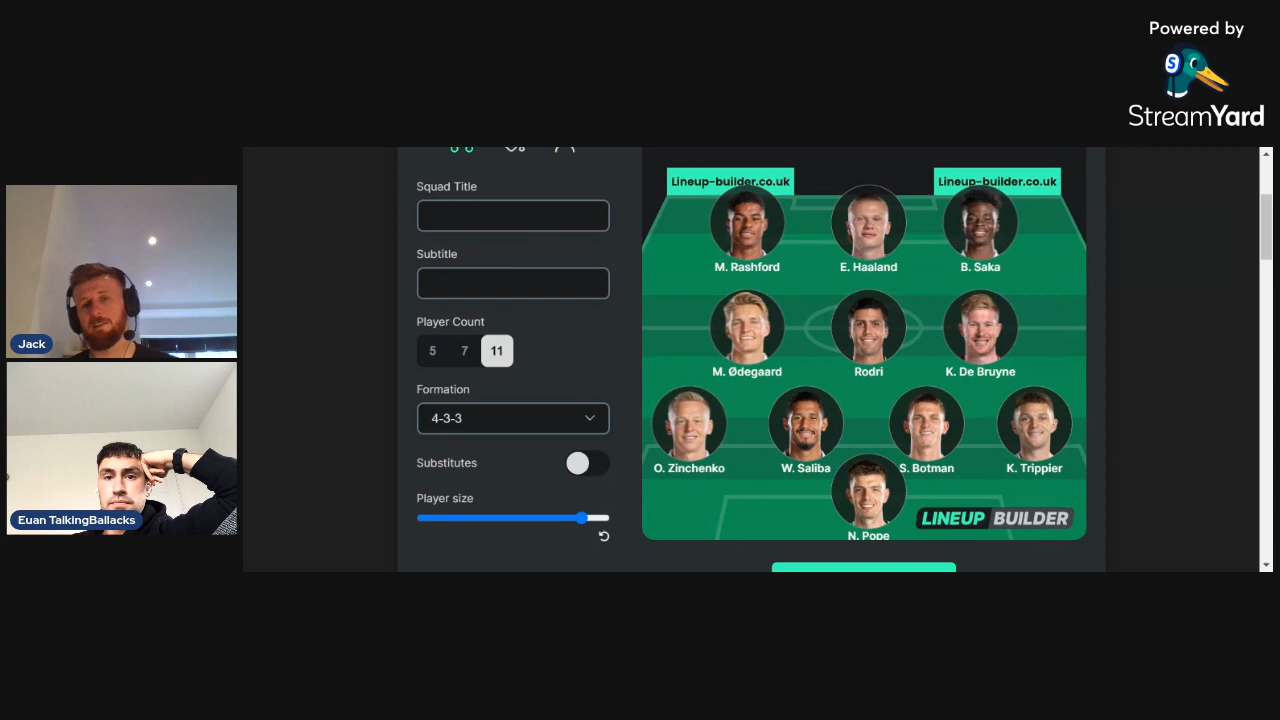 Powered by
S
StreamYard
Jack
Euan TalkingBallacks
Squad Title
Subtitle
Player Count
5 7 11
Formation
4-3-3
Substitutes
Player size
Lineup-builder.co.uk Lineup-builder.co.uk
M. Rashford E. Haaland B. Saka
M. Ødegaard Rodri K. De Bruyne
O. Zinchenko W. Saliba S. Botman K. Trippier
N. Pope
LINEUP BUILDER